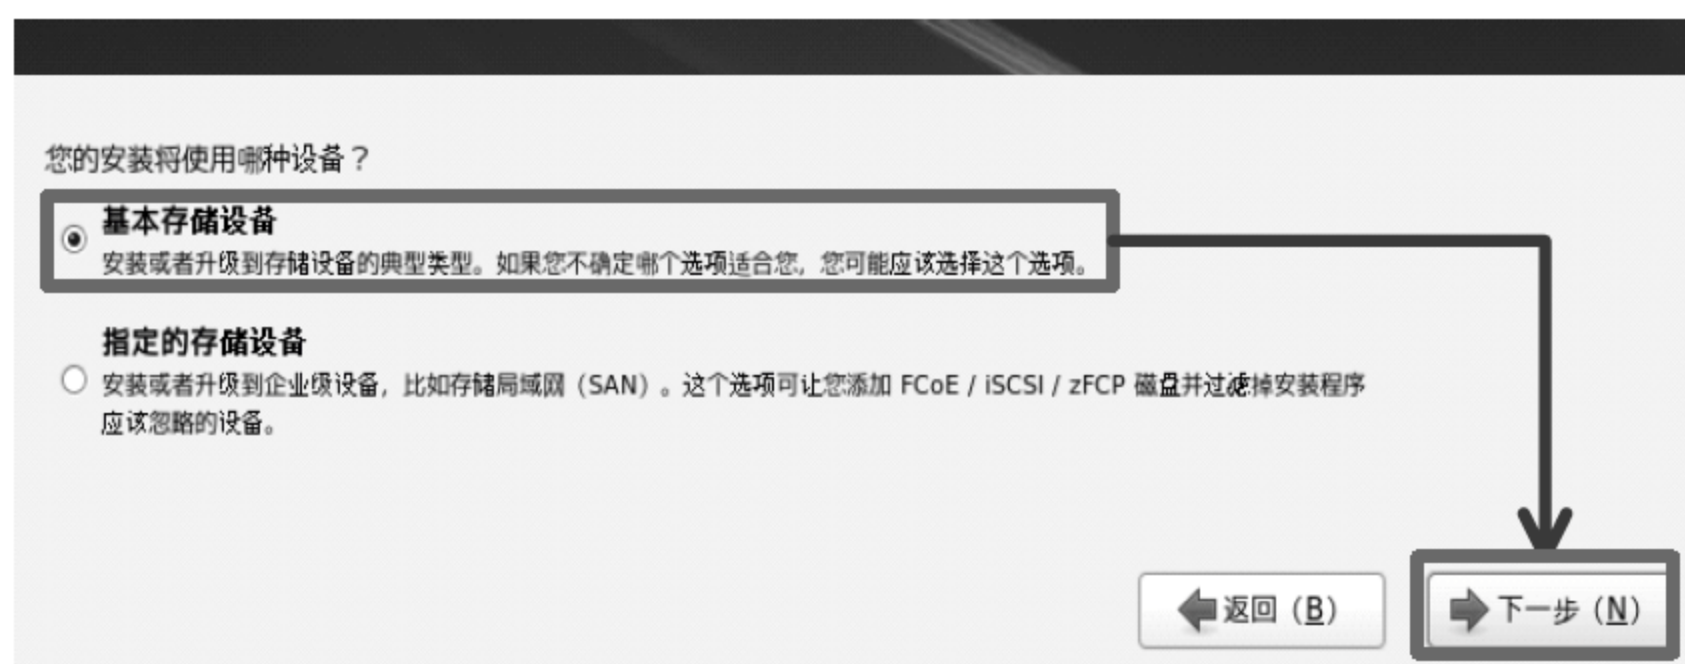 您的安装将使用哪种设备？
基本存储设备
安装或者升级到存储设备的典型类型。如果您不确定哪个选项适合您，您可能应该选择这个选项。
指定的存储设备
安装或者升级到企业级设备，比如存储局域网（SAN）。这个选项可让您添加 FCoE / iSCSI / zFCP 磁盘并过滤掉安装程序
应该忽略的设备。
返回（B）
下一步（N）